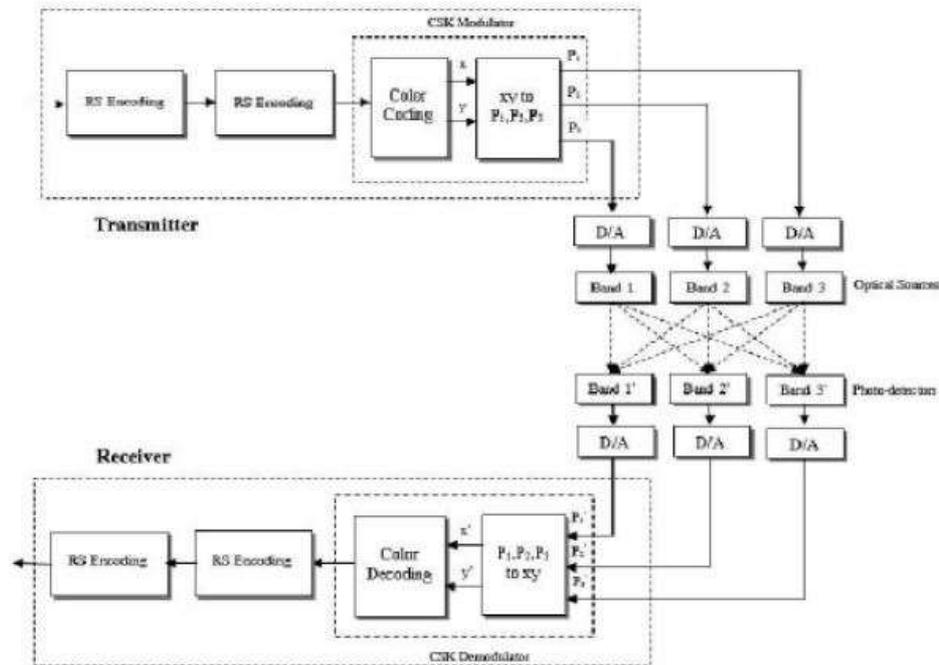 CSK Modulator
RS Encoding
RS Encoding
Color
Coding
x
y
xy to
P₁,P₂,P₃
P₁
P₂
P₃
Transmitter
D/A
D/A
D/A
Band 1
Band 2
Band 3
Optical Sources
Band 1'
Band 2'
Band 3'
Photo-detectors
D/A
D/A
D/A
Receiver
RS Encoding
RS Encoding
Color
Decoding
x'
y'
P₁,P₂,P₃
to xy
P₁'
P₂'
CSK Demodulator